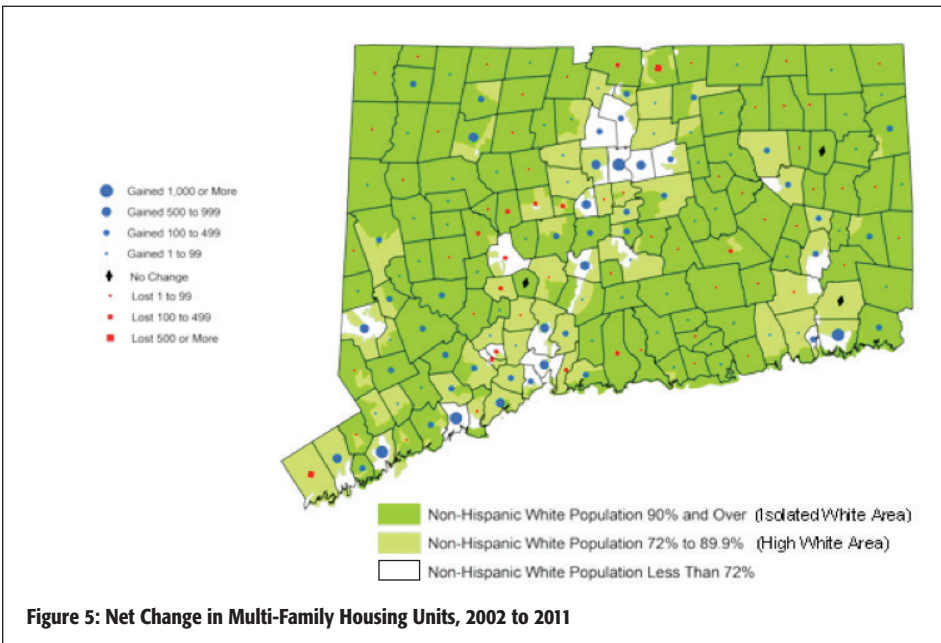 Gained 1,000 or More
Gained 500 to 999
Gained 100 to 499
Gained 1 to 99
No Change
Lost 1 to 99
Lost 100 to 499
Lost 500 or More
Non-Hispanic White Population 90% and Over (Isolated White Area)
Non-Hispanic White Population 72% to 89.9% (High White Area)
Non-Hispanic White Population Less Than 72%
Figure 5: Net Change in Multi-Family Housing Units, 2002 to 2011